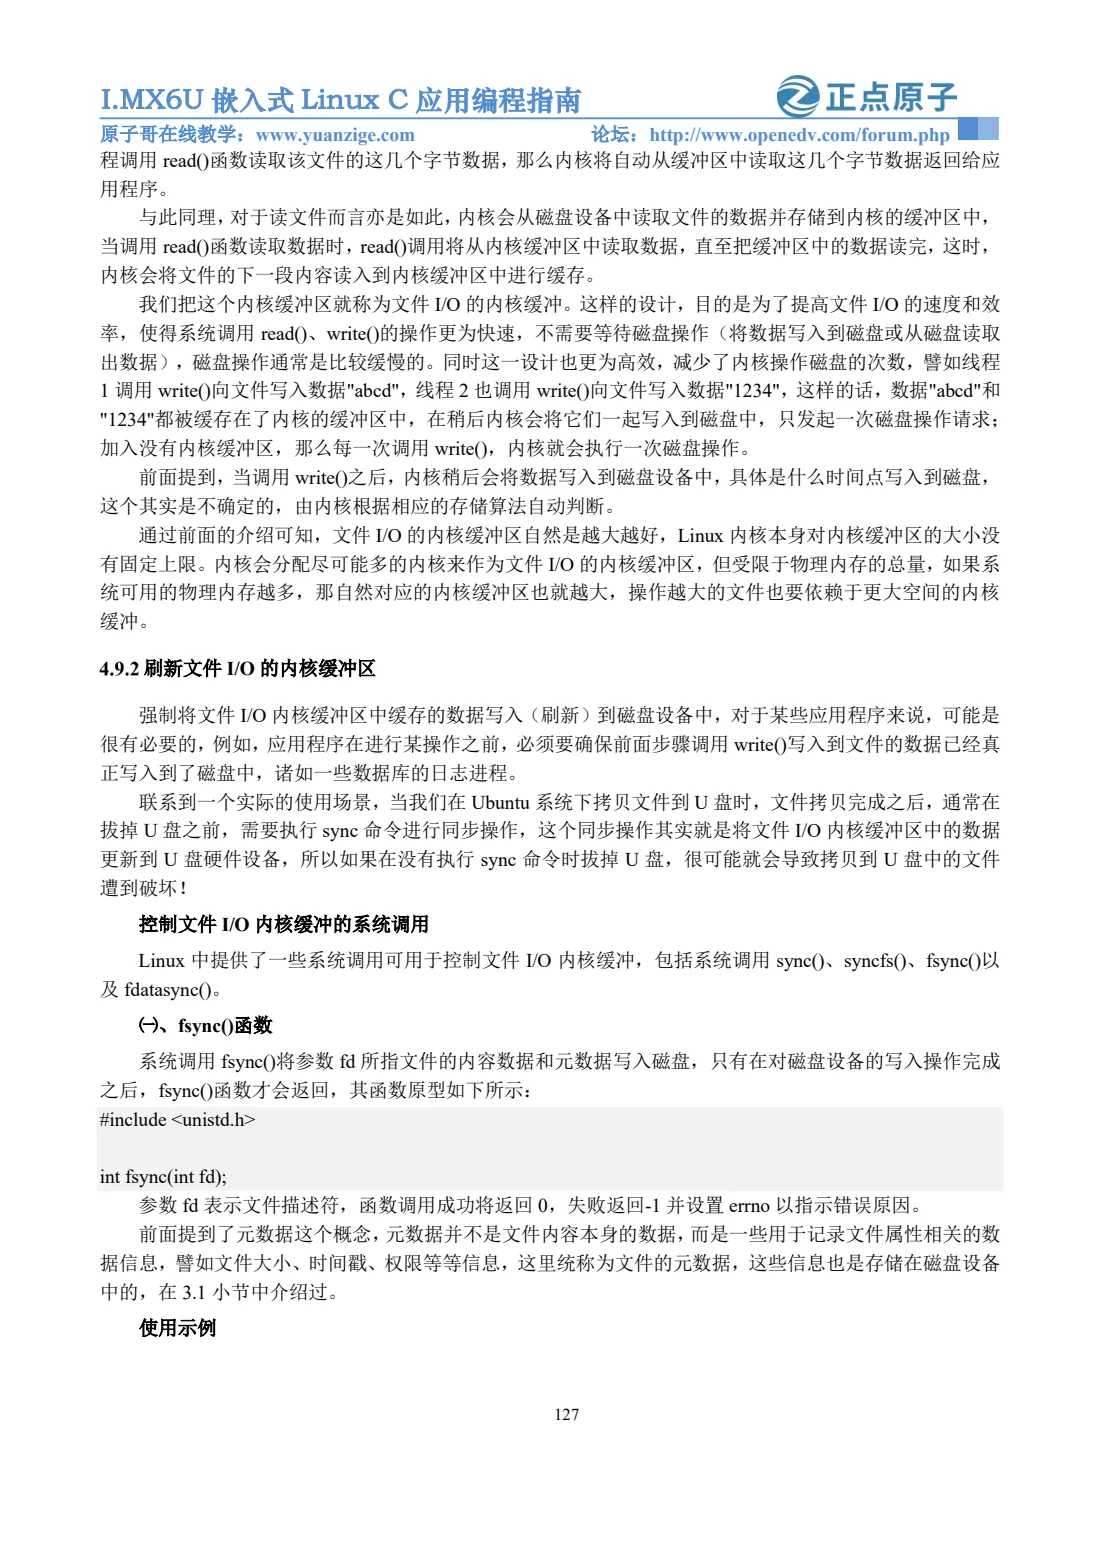 I.MX6U 嵌入式 Linux C 应用编程指南
正点原子
原子哥在线教学：www.yuanzige.com
论坛：http://www.openedv.com/forum.php
程调用 read()函数读取该文件的这几个字节数据，那么内核将自动从缓冲区中读取这几个字节数据返回给应
用程序。
与此同理，对于读文件而言亦是如此，内核会从磁盘设备中读取文件的数据并存储到内核的缓冲区中，
当调用 read()函数读取数据时，read()调用将从内核缓冲区中读取数据，直至把缓冲区中的数据读完，这时，
内核会将文件的下一段内容读入到内核缓冲区中进行缓存。
我们把这个内核缓冲区就称为文件 I/O 的内核缓冲。这样的设计，目的是为了提高文件 I/O 的速度和效
率，使得系统调用 read()、write()的操作更为快速，不需要等待磁盘操作（将数据写入到磁盘或从磁盘读取
出数据），磁盘操作通常是比较缓慢的。同时这一设计也更为高效，减少了内核操作磁盘的次数，譬如线程
1 调用 write()向文件写入数据"abcd"，线程 2 也调用 write()向文件写入数据"1234"，这样的话，数据"abcd"和
"1234"都被缓存在了内核的缓冲区中，在稍后内核会将它们一起写入到磁盘中，只发起一次磁盘操作请求；
加入没有内核缓冲区，那么每一次调用 write()，内核就会执行一次磁盘操作。
前面提到，当调用 write()之后，内核稍后会将数据写入到磁盘设备中，具体是什么时间点写入到磁盘，
这个其实是不确定的，由内核根据相应的存储算法自动判断。
通过前面的介绍可知，文件 I/O 的内核缓冲区自然是越大越好，Linux 内核本身对内核缓冲区的大小没
有固定上限。内核会分配尽可能多的内核来作为文件 I/O 的内核缓冲区，但受限于物理内存的总量，如果系
统可用的物理内存越多，那自然对应的内核缓冲区也就越大，操作越大的文件也要依赖于更大空间的内核
缓冲。
4.9.2 刷新文件 I/O 的内核缓冲区
强制将文件 I/O 内核缓冲区中缓存的数据写入（刷新）到磁盘设备中，对于某些应用程序来说，可能是
很有必要的，例如，应用程序在进行某操作之前，必须要确保前面步骤调用 write()写入到文件的数据已经真
正写入到了磁盘中，诸如一些数据库的日志进程。
联系到一个实际的使用场景，当我们在 Ubuntu 系统下拷贝文件到 U 盘时，文件拷贝完成之后，通常在
拔掉 U 盘之前，需要执行 sync 命令进行同步操作，这个同步操作其实就是将文件 I/O 内核缓冲区中的数据
更新到 U 盘硬件设备，所以如果在没有执行 sync 命令时拔掉 U 盘，很可能就会导致拷贝到 U 盘中的文件
遭到破坏！
控制文件 I/O 内核缓冲的系统调用
Linux 中提供了一些系统调用可用于控制文件 I/O 内核缓冲，包括系统调用 sync()、syncfs()、fsync()以
及 fdatasync()。
㈠、fsync()函数
系统调用 fsync()将参数 fd 所指文件的内容数据和元数据写入磁盘，只有在对磁盘设备的写入操作完成
之后，fsync()函数才会返回，其函数原型如下所示：
#include <unistd.h>
int fsync(int fd);
参数 fd 表示文件描述符，函数调用成功将返回 0，失败返回-1 并设置 errno 以指示错误原因。
前面提到了元数据这个概念，元数据并不是文件内容本身的数据，而是一些用于记录文件属性相关的数
据信息，譬如文件大小、时间戳、权限等等信息，这里统称为文件的元数据，这些信息也是存储在磁盘设备
中的，在 3.1 小节中介绍过。
使用示例
127